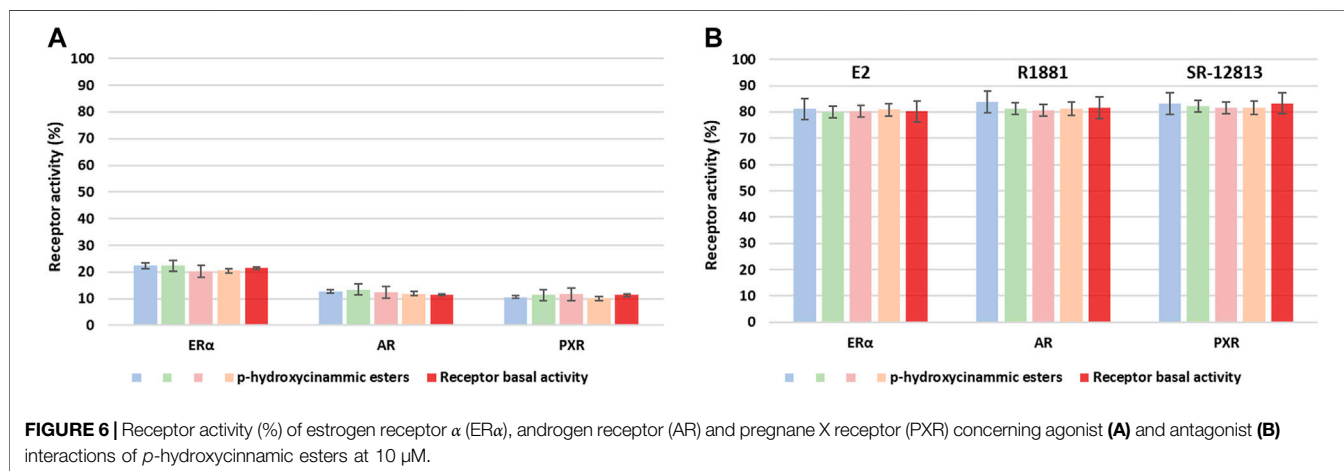 A
100
90
80
70
60
50
40
30
20
10
0
Receptor activity (%)
ERα
AR
PXR
p-hydroxycinammic esters
Receptor basal activity
B
100
90
80
70
60
50
40
30
20
10
0
Receptor activity (%)
E2
R1881
SR-12813
ERα
AR
PXR
p-hydroxycinammic esters
Receptor basal activity
FIGURE 6 | Receptor activity (%) of estrogen receptor α (ERα), androgen receptor (AR) and pregnane X receptor (PXR) concerning agonist (A) and antagonist (B)
interactions of p-hydroxycinnamic esters at 10 μM.